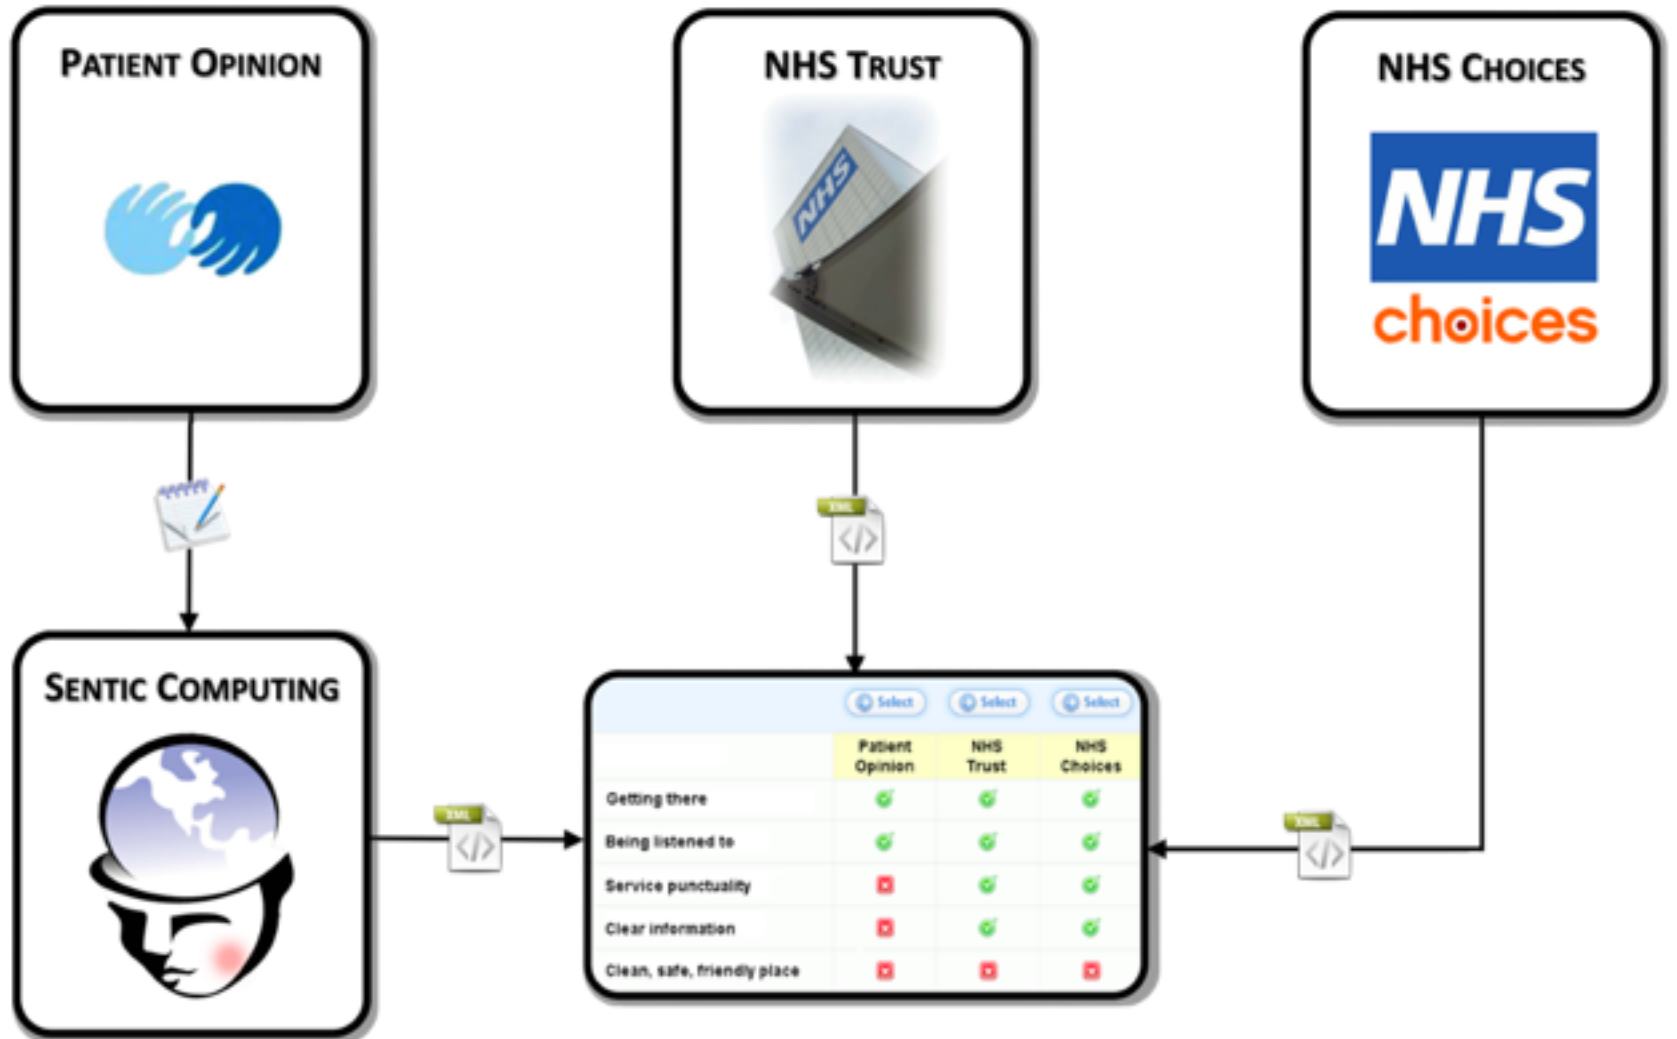 PATIENT OPINION
NHS TRUST
NHS CHOICES
NHS
NHS
choices
XML
</>
SENTIC COMPUTING
Select Select Select
Patient Opinion NHS Trust NHS Choices
Getting there
Being listened to
Service punctuality
Clear information
Clean, safe, friendly place
XML
</>
XML
</>